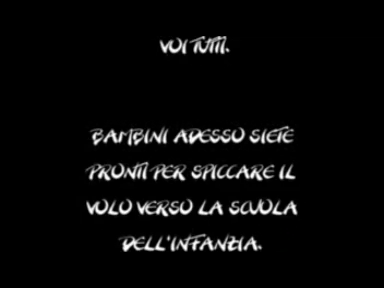 VOI TUTTI.
BAMBINI ADESSO SIETE
PRONTI PER SPICCARE IL
VOLO VERSO LA SCUOLA
DELL'INFANZIA.